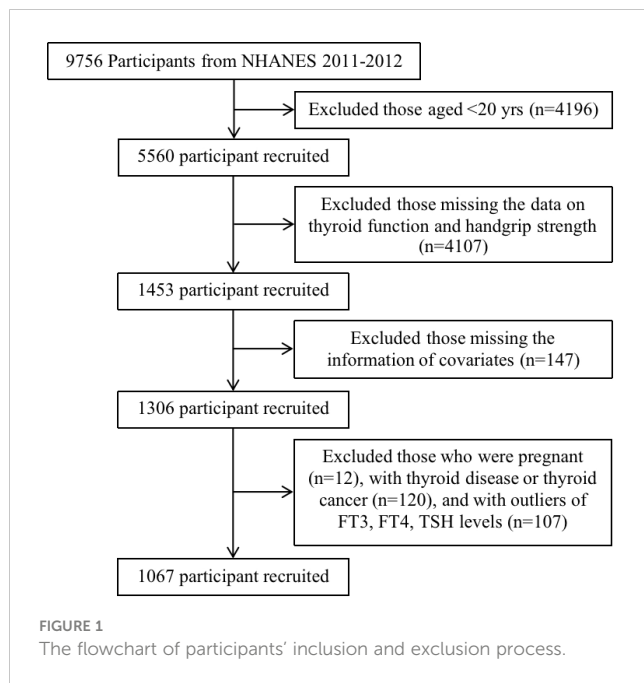 9756 Participants from NHANES 2011-2012
Excluded those aged <20 yrs (n=4196)
5560 participant recruited
Excluded those missing the data on
thyroid function and handgrip strength
(n=4107)
1453 participant recruited
Excluded those missing the
information of covariates (n=147)
1306 participant recruited
Excluded those who were pregnant
(n=12), with thyroid disease or thyroid
cancer (n=120), and with outliers of
FT3, FT4, TSH levels (n=107)
1067 participant recruited
FIGURE 1
The flowchart of participants’ inclusion and exclusion process.